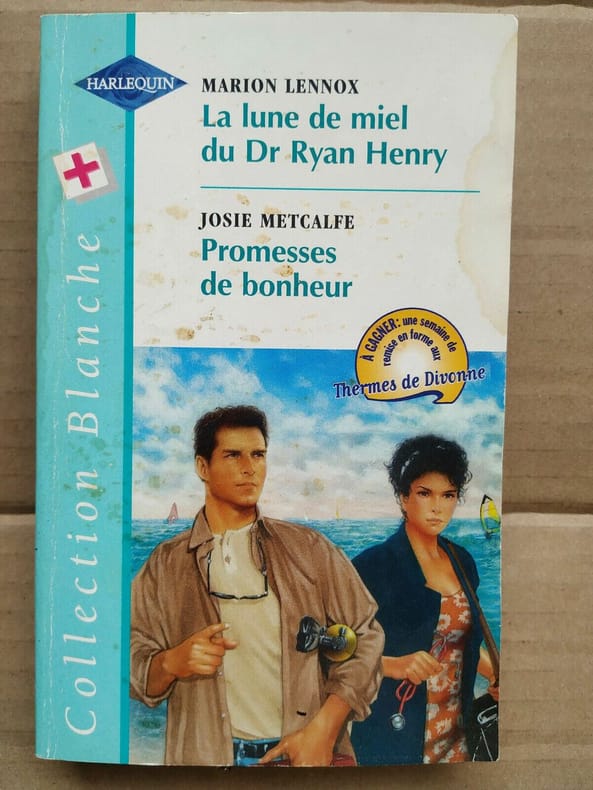 HARLEQUIN
MARION LENNOX
La lune de miel
du Dr Ryan Henry
JOSIE METCALFE
Promesses
de bonheur
À GAGNER: une semaine de
remise en forme aux
Thermes de Divonne
Collection Blanche